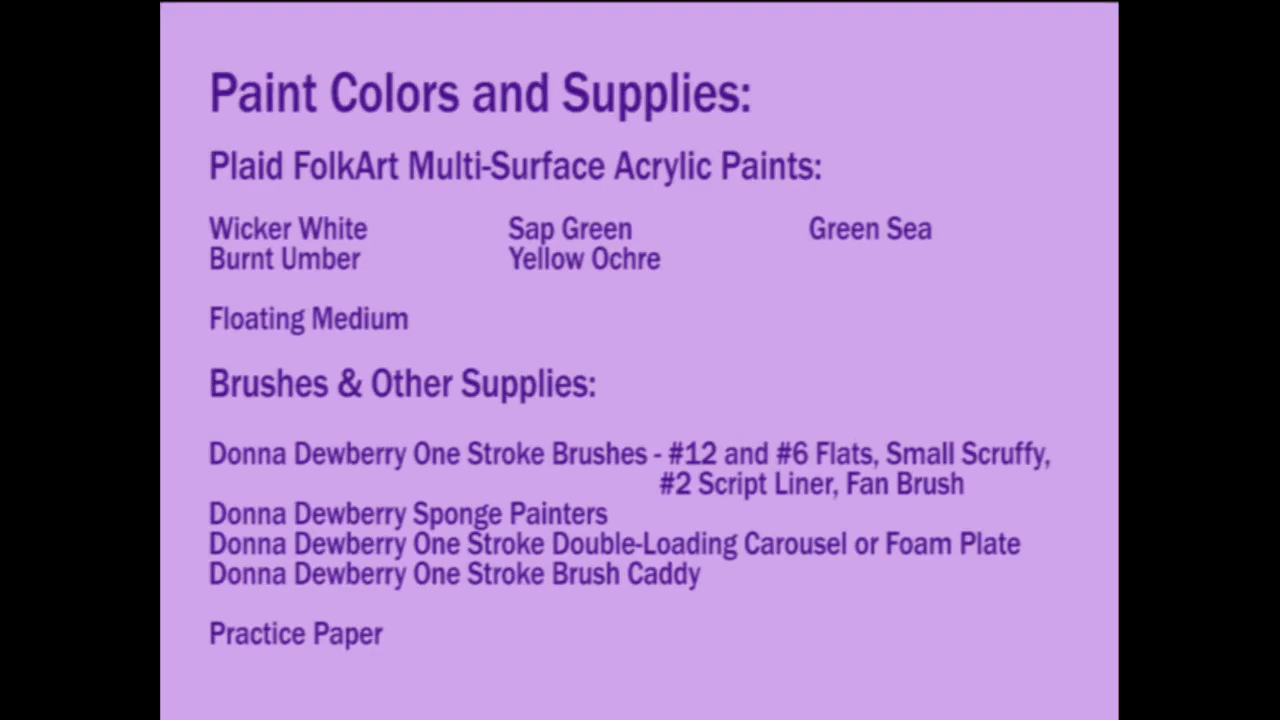 Paint Colors and Supplies:
Plaid FolkArt Multi-Surface Acrylic Paints:
Wicker White Sap Green Green Sea
Burnt Umber Yellow Ochre
Floating Medium
Brushes & Other Supplies:
Donna Dewberry One Stroke Brushes - #12 and #6 Flats, Small Scruffy,
#2 Script Liner, Fan Brush
Donna Dewberry Sponge Painters
Donna Dewberry One Stroke Double-Loading Carousel or Foam Plate
Donna Dewberry One Stroke Brush Caddy
Practice Paper